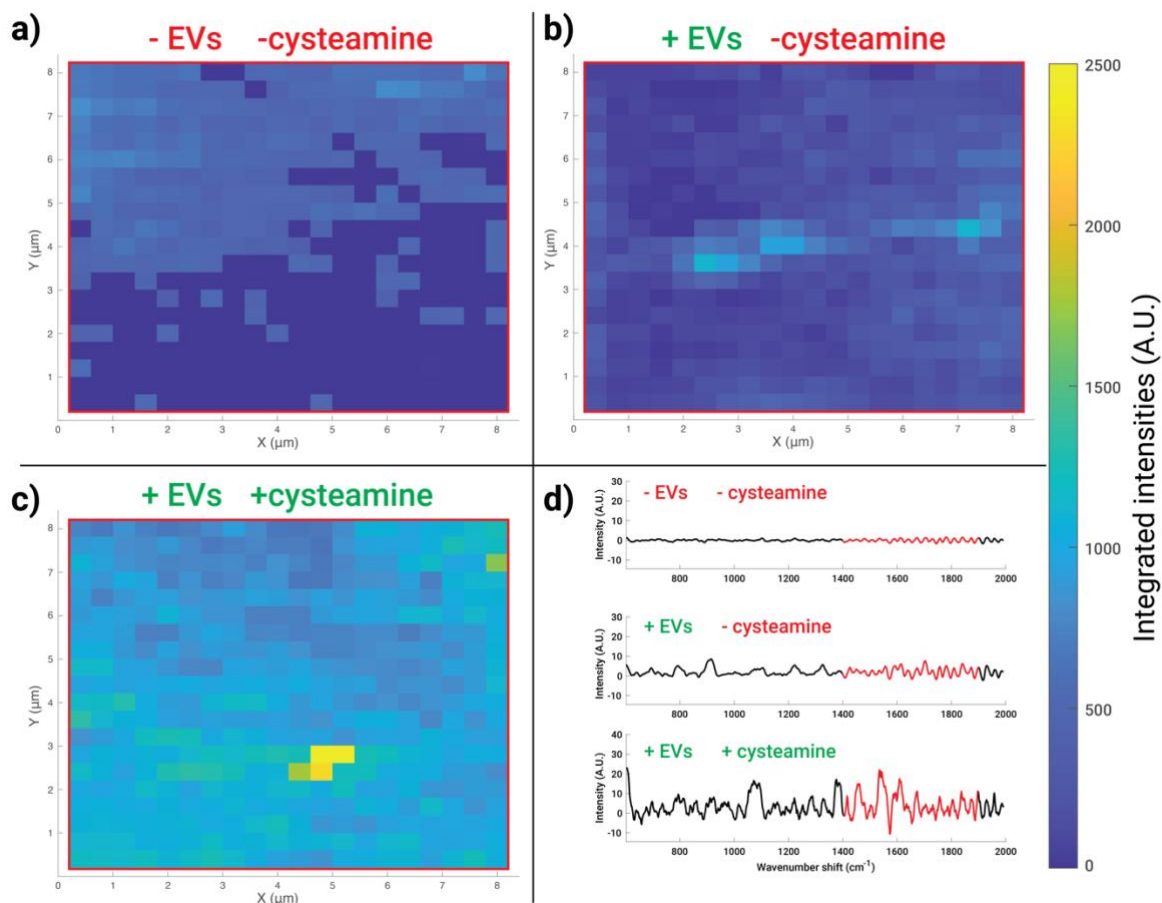 a)
- EVs -cysteamine
8
7
6
5
4
3
2
1
Y (µm)
0 1 2 3 4 5 6 7 8
X (µm)
b)
+ EVs -cysteamine
8
7
6
5
4
3
2
1
Y (µm)
0 1 2 3 4 5 6 7 8
X (µm)
2500
2000
1500
1000
500
0
Integrated intensities (A.U.)
c)
+ EVs +cysteamine
8
7
6
5
4
3
2
1
Y (µm)
0 1 2 3 4 5 6 7 8
X (µm)
d)
- EVs - cysteamine
30
20
10
0
-10
Intensity (A.U.)
800 1000 1200 1400 1600 1800 2000
+ EVs - cysteamine
30
20
10
0
-10
Intensity (A.U.)
800 1000 1200 1400 1600 1800 2000
+ EVs + cysteamine
40
30
20
10
0
-10
Intensity (A.U.)
800 1000 1200 1400 1600 1800 2000
Wavenumber shift (cm⁻¹)